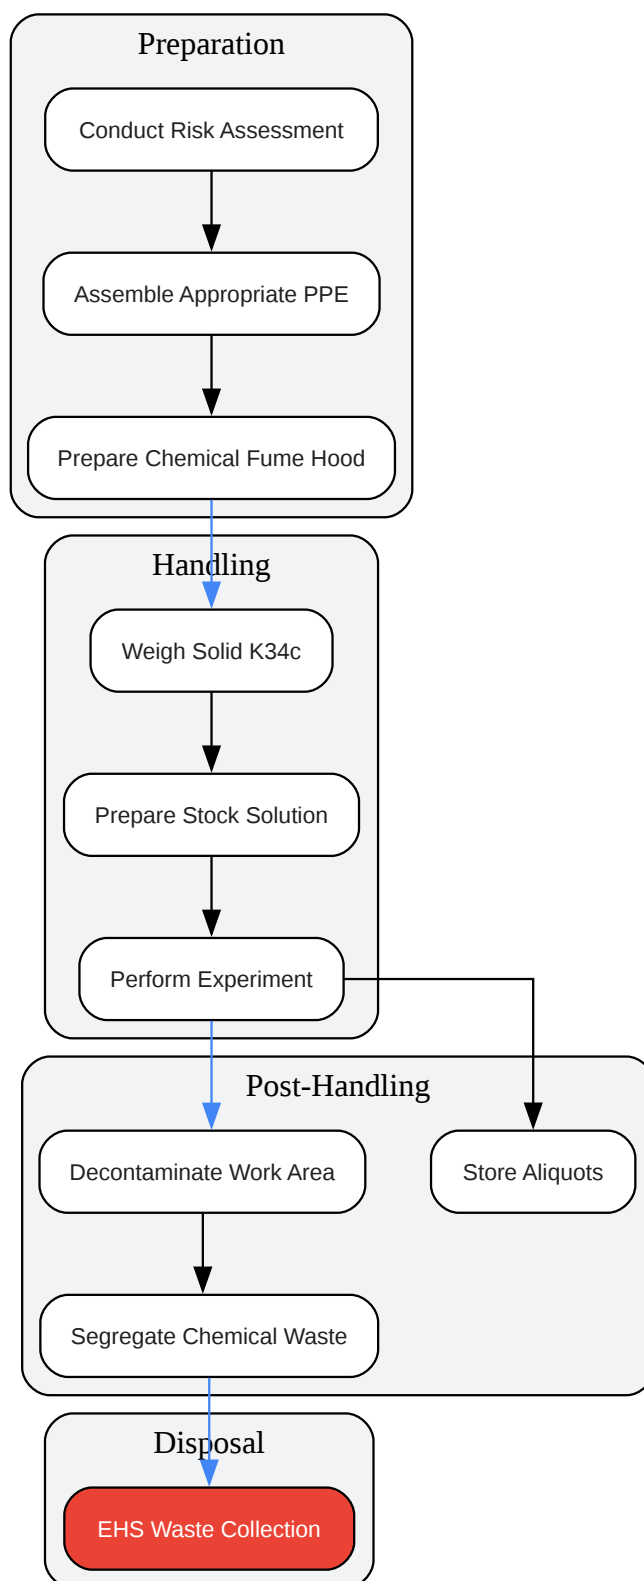 Preparation
Conduct Risk Assessment
Assemble Appropriate PPE
Prepare Chemical Fume Hood
Handling
Weigh Solid K34c
Prepare Stock Solution
Perform Experiment
Post-Handling
Decontaminate Work Area
Store Aliquots
Segregate Chemical Waste
Disposal
EHS Waste Collection